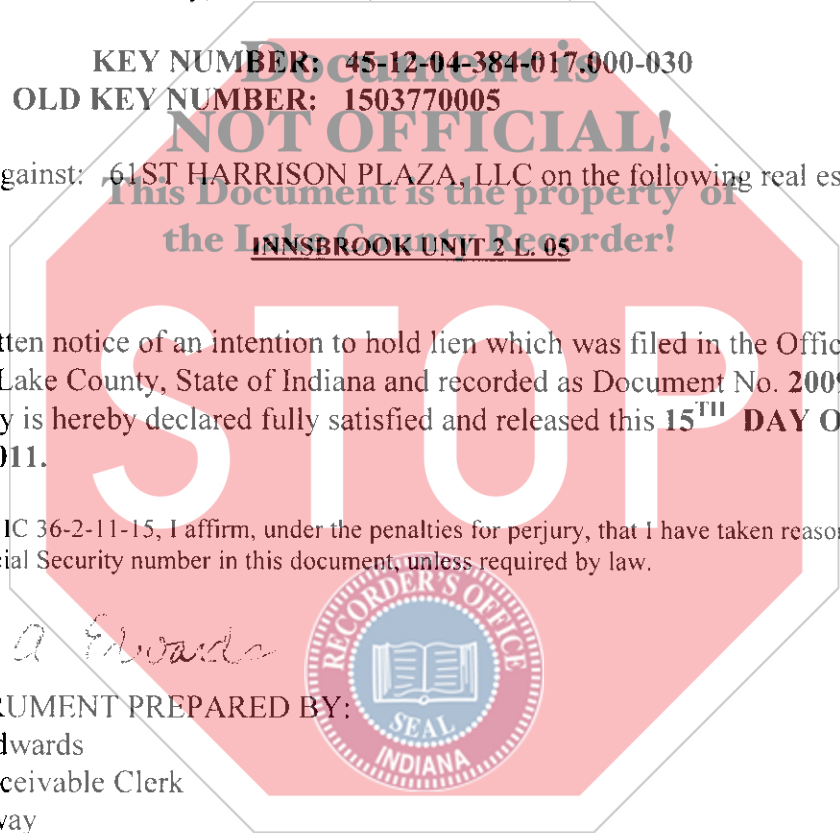 KEY NUMBER: 45-12-04-384-017.000-030
OLD KEY NUMBER: 1503770005
Document is
NOT OFFICIAL!
This Document is the property of
the Lake County Recorder!
gainst: 61ST HARRISON PLAZA, LLC on the following real es
INNSBROOK UNIT 2 L. 05
STOP
tten notice of an intention to hold lien which was filed in the Offic
Lake County, State of Indiana and recorded as Document No. 2009
y is hereby declared fully satisfied and released this 15TH DAY O
011.
IC 36-2-11-15, I affirm, under the penalties for perjury, that I have taken reason
cial Security number in this document, unless required by law.
a Edwards
RECORDER'S OFFICE
SEAL
INDIANA
RUMENT PREPARED BY:
dwards
ceivable Clerk
way